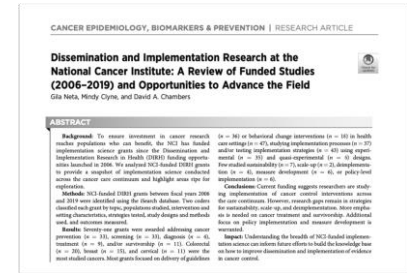 CANCER EPIDEMIOLOGY, BIOMARKERS & PREVENTION | RESEARCH ARTICLE
Dissemination and Implementation Research at the
National Cancer Institute: A Review of Funded Studies
(2006–2019) and Opportunities to Advance the Field
Gila Neta, Mindy Clyne, and David A. Chambers
ABSTRACT
Background: To ensure investment in cancer research
reaches populations who can benefit, the NCI has funded
implementation science grants since the Dissemination and
Implementation Research in Health (DIRH) funding opportu-
nities launched in 2006. We analyzed NCI-funded DIRH grants
to provide a snapshot of implementation science conducted
across the cancer care continuum and highlight areas ripe for
exploration.
Methods: NCI-funded DIRH grants between fiscal years 2006
and 2019 were identified using the iSearch database. Two coders
classified each grant by topic, populations studied, intervention and
setting characteristics, strategies tested, study designs and methods
used, and outcomes measured.
Results: Seventy-one grants were awarded addressing cancer
prevention (n = 33), screening (n = 33), diagnosis (n = 6),
treatment (n = 9), and/or survivorship (n = 11). Colorectal
(n = 20), breast (n = 15), and cervical (n = 11) were the
most studied cancers. Most grants focused on delivery of guidelines
(n = 36) or behavioral change interventions (n = 18) in health
care settings (n = 47), studying implementation processes (n = 37)
and/or testing implementation strategies (n = 45) using experi-
mental (n = 35) and quasi-experimental (n = 5) designs.
Few studied sustainability (n = 7), scale-up (n = 2), deimplementa-
tion (n = 4), measure development (n = 6), or policy-level
implementation (n = 6).
Conclusions: Current funding suggests researchers are study-
ing implementation of cancer control interventions across
the care continuum. However, research gaps remain in strategies
for sustainability, scale up, and deimplementation. More empha-
sis is needed on cancer treatment and survivorship. Additional
focus on policy implementation and measure development is
warranted.
Impact: Understanding the breadth of NCI-funded implemen-
tation science can inform future efforts to build the knowledge base
on how to improve dissemination and implementation of evidence
in cancer control.